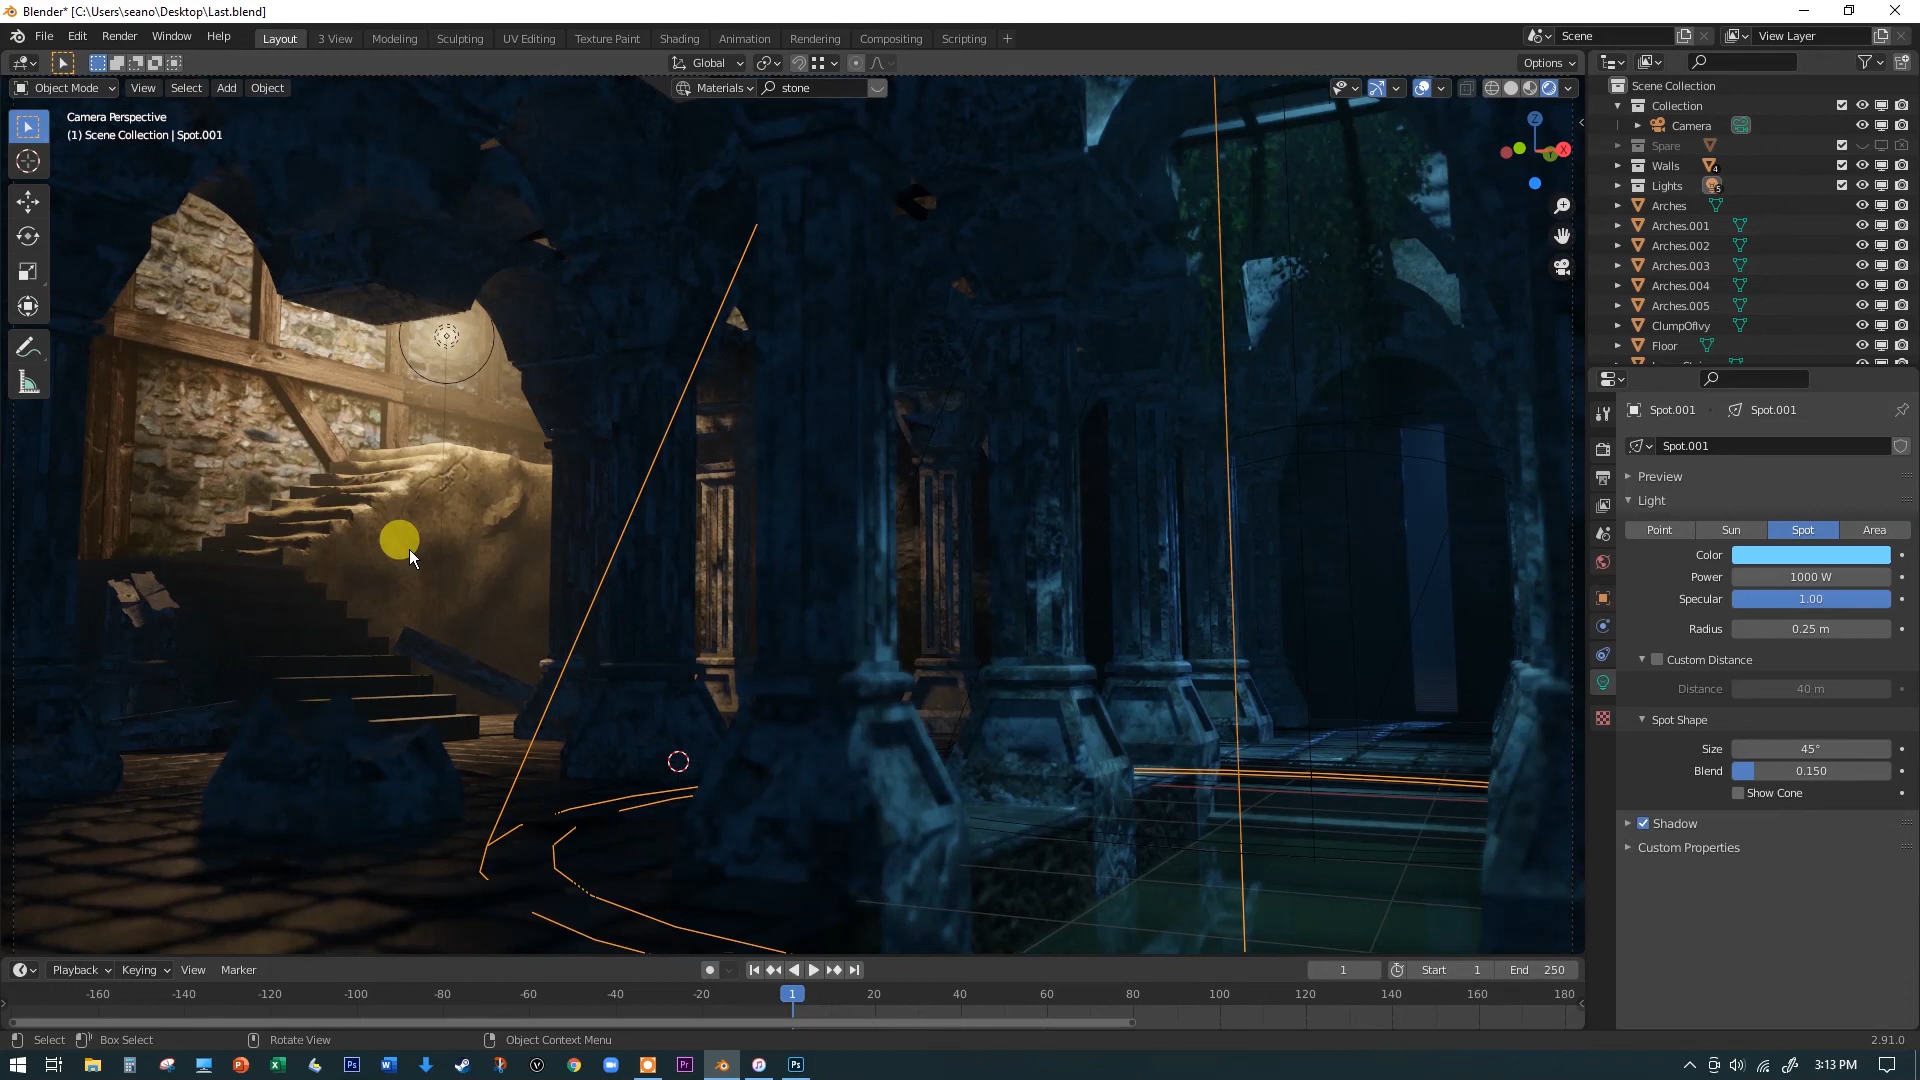 Blender* [C:\Users\seano\Desktop\Last.blend]
File Edit Render Window Help Layout 3 View Modeling Sculpting UV Editing Texture Paint Shading Animation Rendering Compositing Scripting + Scene View Layer
Global Options
Object Mode View Select Add Object Materials stone
Camera Perspective
(1) Scene Collection | Spot.001
Z
X
Y
Scene Collection
Collection
Camera
Spare
Walls 4
Lights 5
Arches
Arches.001
Arches.002
Arches.003
Arches.004
Arches.005
ClumpOfIvy
Floor
Spot.001 Spot.001
Spot.001
Preview
Light
Point Sun Spot Area
Color
Power 1000 W
Specular 1.00
Radius 0.25 m
Custom Distance
Distance 40 m
Spot Shape
Size 45°
Blend 0.150
Show Cone
Shadow
Custom Properties
Playback Keying View Marker 1 Start 1 End 250
-160 -140 -120 -100 -80 -60 -40 -20 1 20 40 60 80 100 120 140 160 180
Select Box Select Rotate View Object Context Menu 2.91.0
3:13 PM